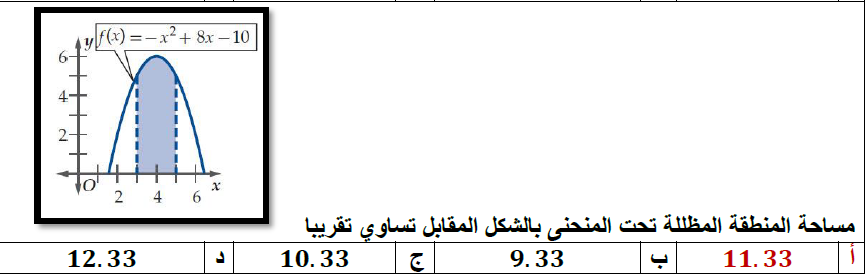 f(x) = −x² + 8x − 10
y
6
4
2
O
2 4 6 x
مساحة المنطقة المظللة تحت المنحنى بالشكل المقابل تساوي تقريبا
أ 11.33 ب 9.33 ج 10.33 د 12.33